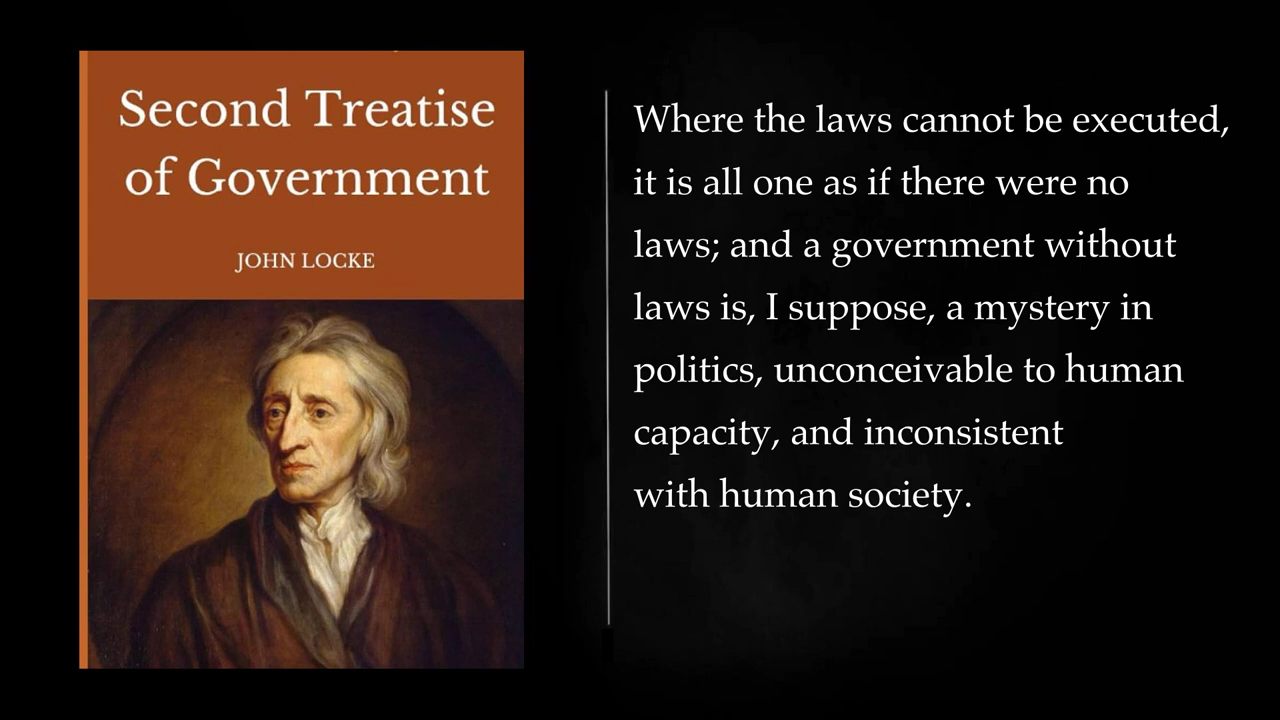 Second Treatise
of Government
JOHN LOCKE
Where the laws cannot be executed,
it is all one as if there were no
laws; and a government without
laws is, I suppose, a mystery in
politics, unconceivable to human
capacity, and inconsistent
with human society.